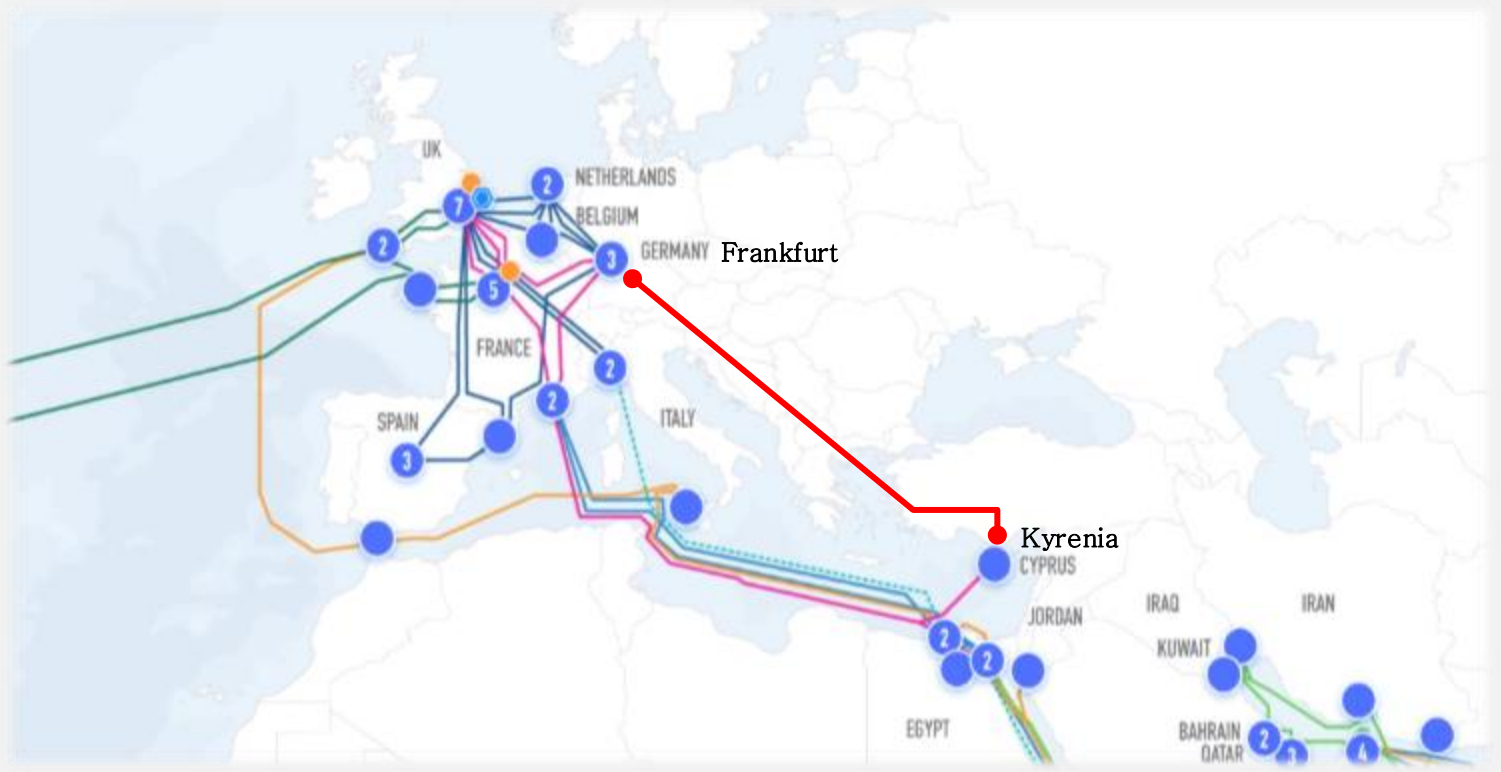 UK
2
NETHERLANDS
7
BELGIUM
2
3
GERMANY Frankfurt
5
FRANCE
2
2
ITALY
SPAIN
3
Kyrenia
CYPRUS
IRAQ
IRAN
JORDAN
2
KUWAIT
2
EGYPT
BAHRAIN
2
QATAR
3
4